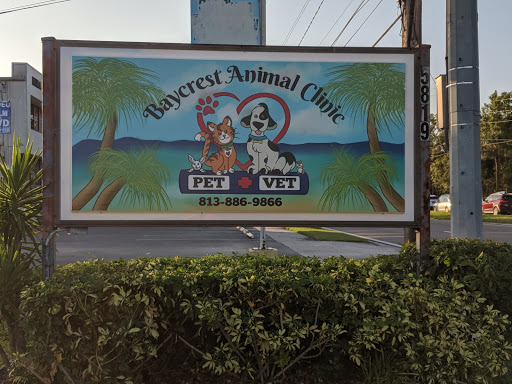 Baycrest Animal Clinic
PET VET
813-886-9866
5819